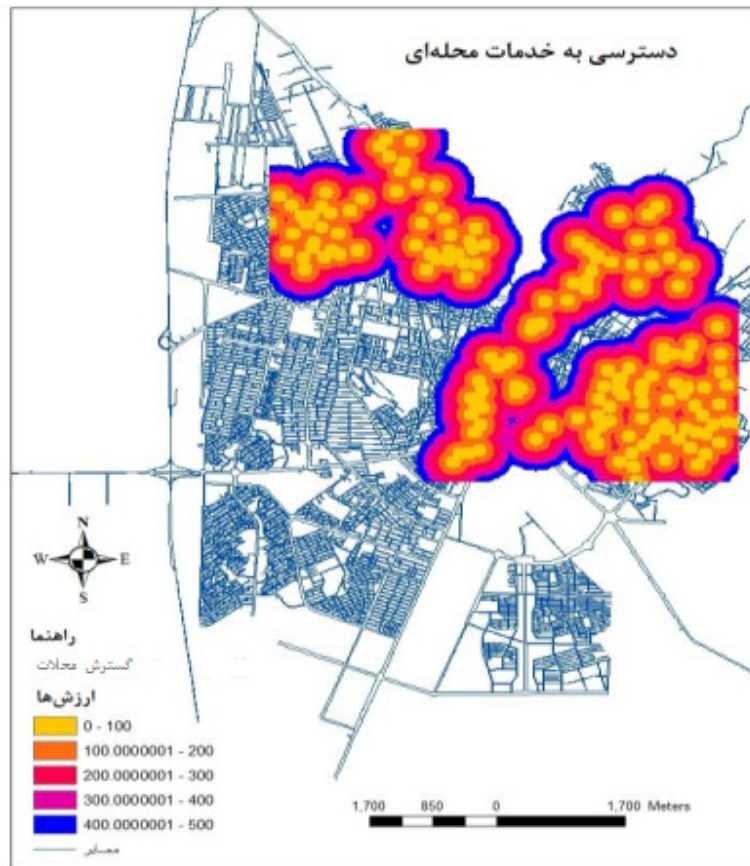 دسترسی به خدمات محله‌ای
N
W E
S
راهنما
گسترش محلات
ارزش‌ها
0 - 100
100.0000001 - 200
200.0000001 - 300
300.0000001 - 400
400.0000001 - 500
معابر
1,700 850 0 1,700 Meters